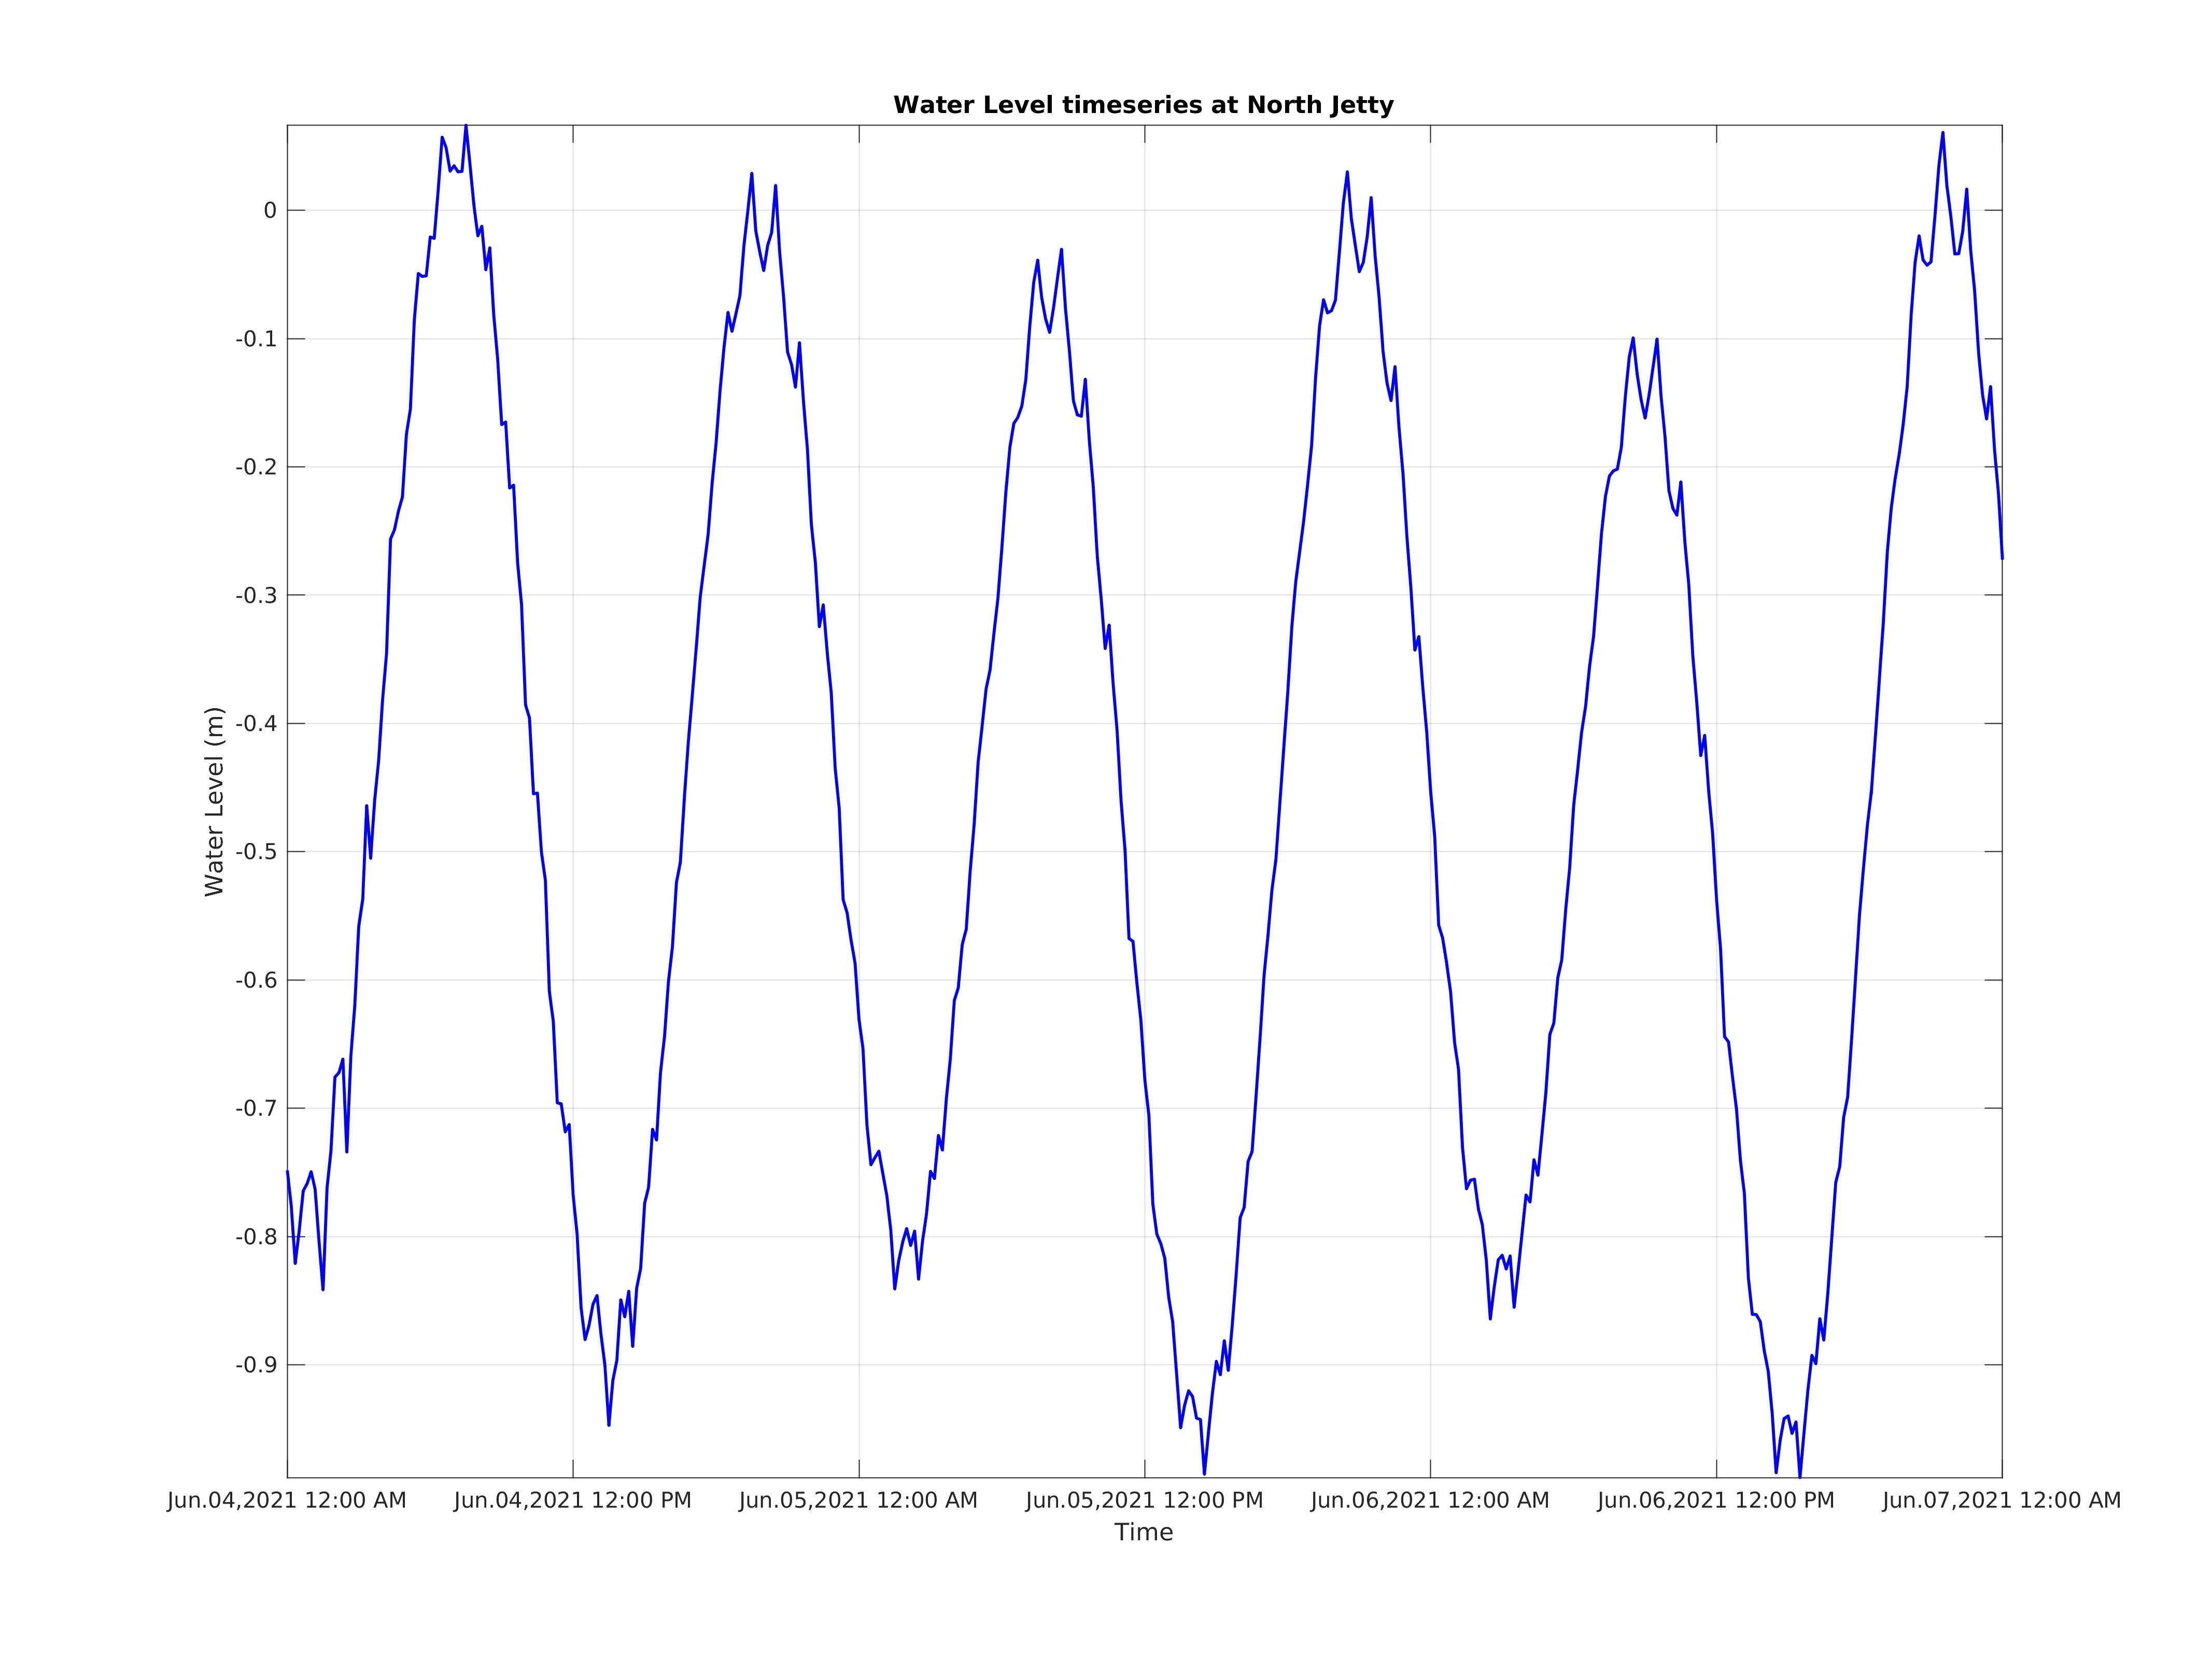 Water Level timeseries at North Jetty
0
-0.1
-0.2
-0.3
-0.4
-0.5
-0.6
-0.7
-0.8
-0.9
Water Level (m)
Jun.04,2021 12:00 AM Jun.04,2021 12:00 PM Jun.05,2021 12:00 AM Jun.05,2021 12:00 PM Jun.06,2021 12:00 AM Jun.06,2021 12:00 PM Jun.07,2021 12:00 AM
Time